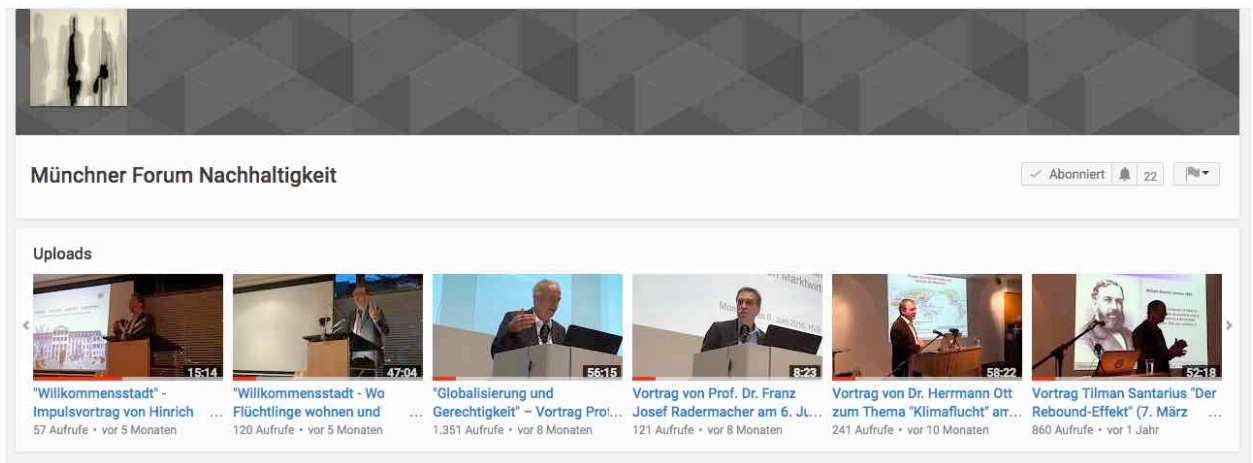 Münchner Forum Nachhaltigkeit
Abonniert 22
Uploads
15:14
47:04
56:15
8:23
58:22
52:18
"Willkommensstadt" -
Impulsvortrag von Hinrich ...
57 Aufrufe • vor 5 Monaten
"Willkommensstadt - Wo
Flüchtlinge wohnen und ...
120 Aufrufe • vor 5 Monaten
"Globalisierung und
Gerechtigkeit" – Vortrag Prof...
1.351 Aufrufe • vor 8 Monaten
Vortrag von Prof. Dr. Franz
Josef Radermacher am 6. Ju...
121 Aufrufe • vor 8 Monaten
Vortrag von Dr. Herrmann Ott
zum Thema "Klimaflucht" am...
241 Aufrufe • vor 10 Monaten
Vortrag Tilman Santarius "Der
Rebound-Effekt" (7. März ...
860 Aufrufe • vor 1 Jahr